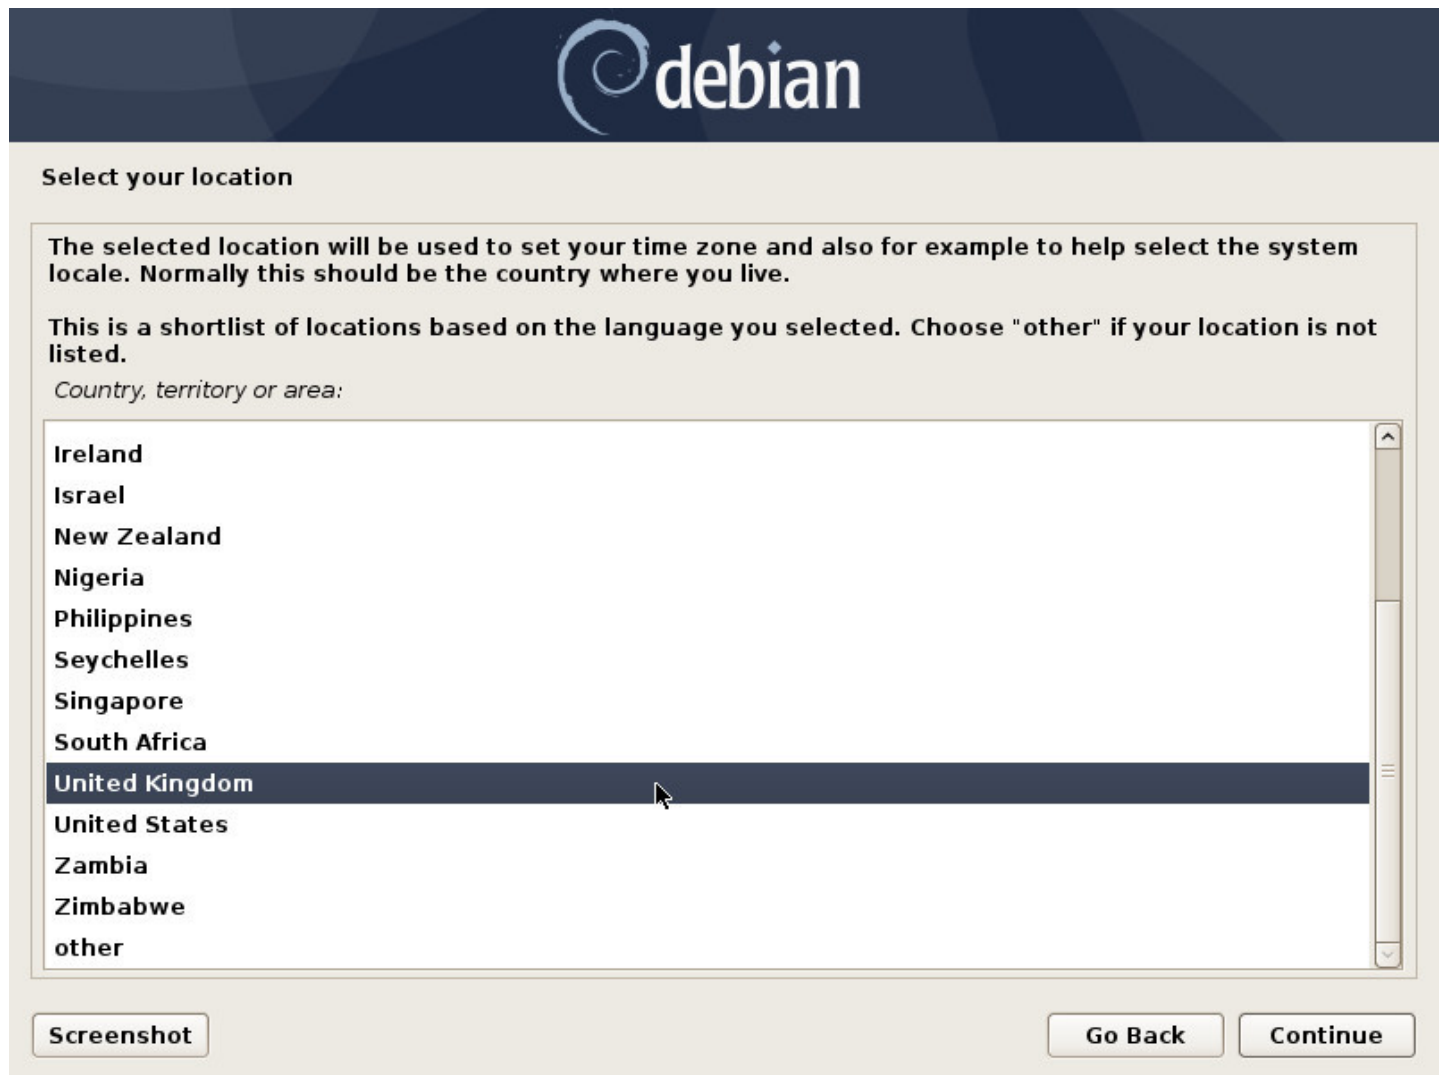 debian
Select your location
The selected location will be used to set your time zone and also for example to help select the system
locale. Normally this should be the country where you live.
This is a shortlist of locations based on the language you selected. Choose "other" if your location is not
listed.
Country, territory or area:
Ireland
Israel
New Zealand
Nigeria
Philippines
Seychelles
Singapore
South Africa
United Kingdom
United States
Zambia
Zimbabwe
other
Screenshot
Go Back
Continue